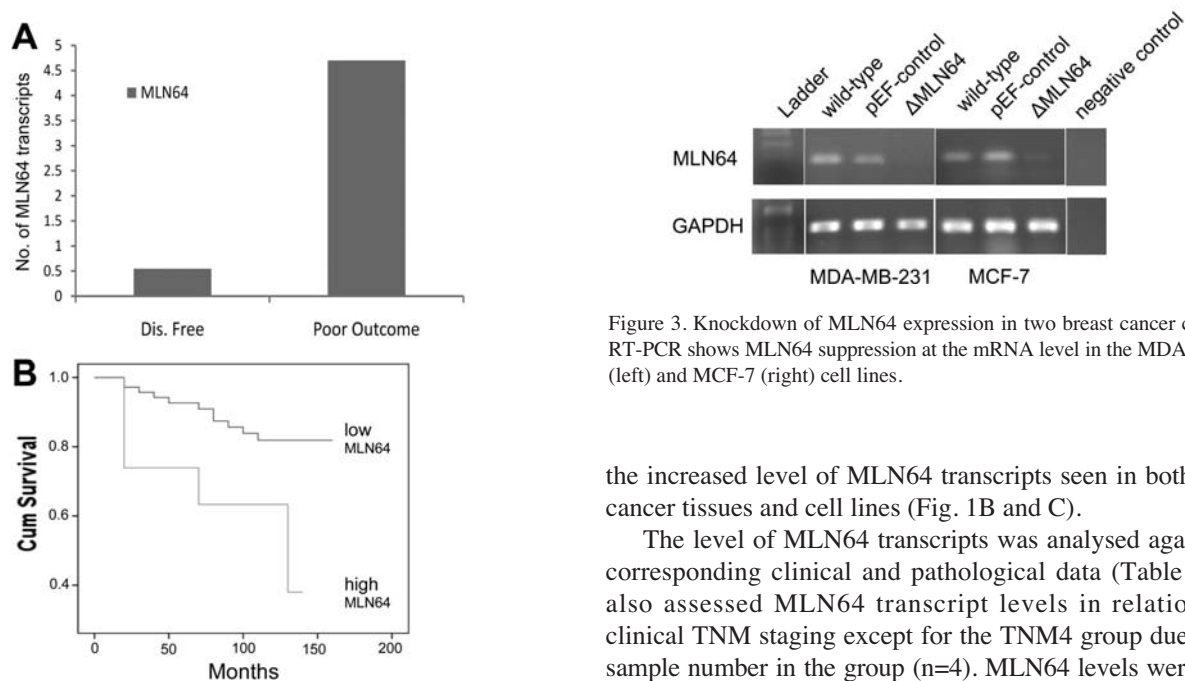 A
No. of MLN64 transcripts
5
4.5
4
3.5
3
2.5
2
1.5
1
0.5
0
MLN64
Dis. Free
Poor Outcome
B
Cum Survival
1.0
0.8
0.6
0.4
low
MLN64
high
MLN64
0
50
100
150
200
Months
Ladder
wild-type
pEF-control
ΔMLN64
wild-type
pEF-control
ΔMLN64
negative control
MLN64
GAPDH
MDA-MB-231
MCF-7
Figure 3. Knockdown of MLN64 expression in two breast cancer
RT-PCR shows MLN64 suppression at the mRNA level in the MDA
(left) and MCF-7 (right) cell lines.
the increased level of MLN64 transcripts seen in both
cancer tissues and cell lines (Fig. 1B and C).
The level of MLN64 transcripts was analysed
corresponding clinical and pathological data (Table
also assessed MLN64 transcript levels in
clinical TNM staging except for the TNM4 group due
sample number in the group (n=4). MLN64 levels were